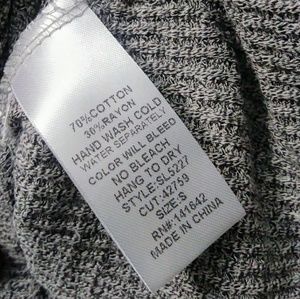 70%COTTON
30%RAYON
HAND WASH COLD
WATER SEPARATELY
COLOR WILL BLEED
NO BLEACH
HANG TO DRY
STYLE:SL5227
CUT:42759
SIZE:S
RN#:141642
MADE IN CHINA